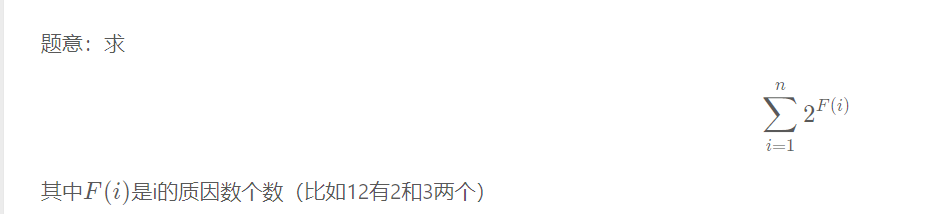 题意：求
$$\sum_{i=1}^{n} 2^{F(i)}$$
其中F(i)是i的质因数个数（比如12有2和3两个）